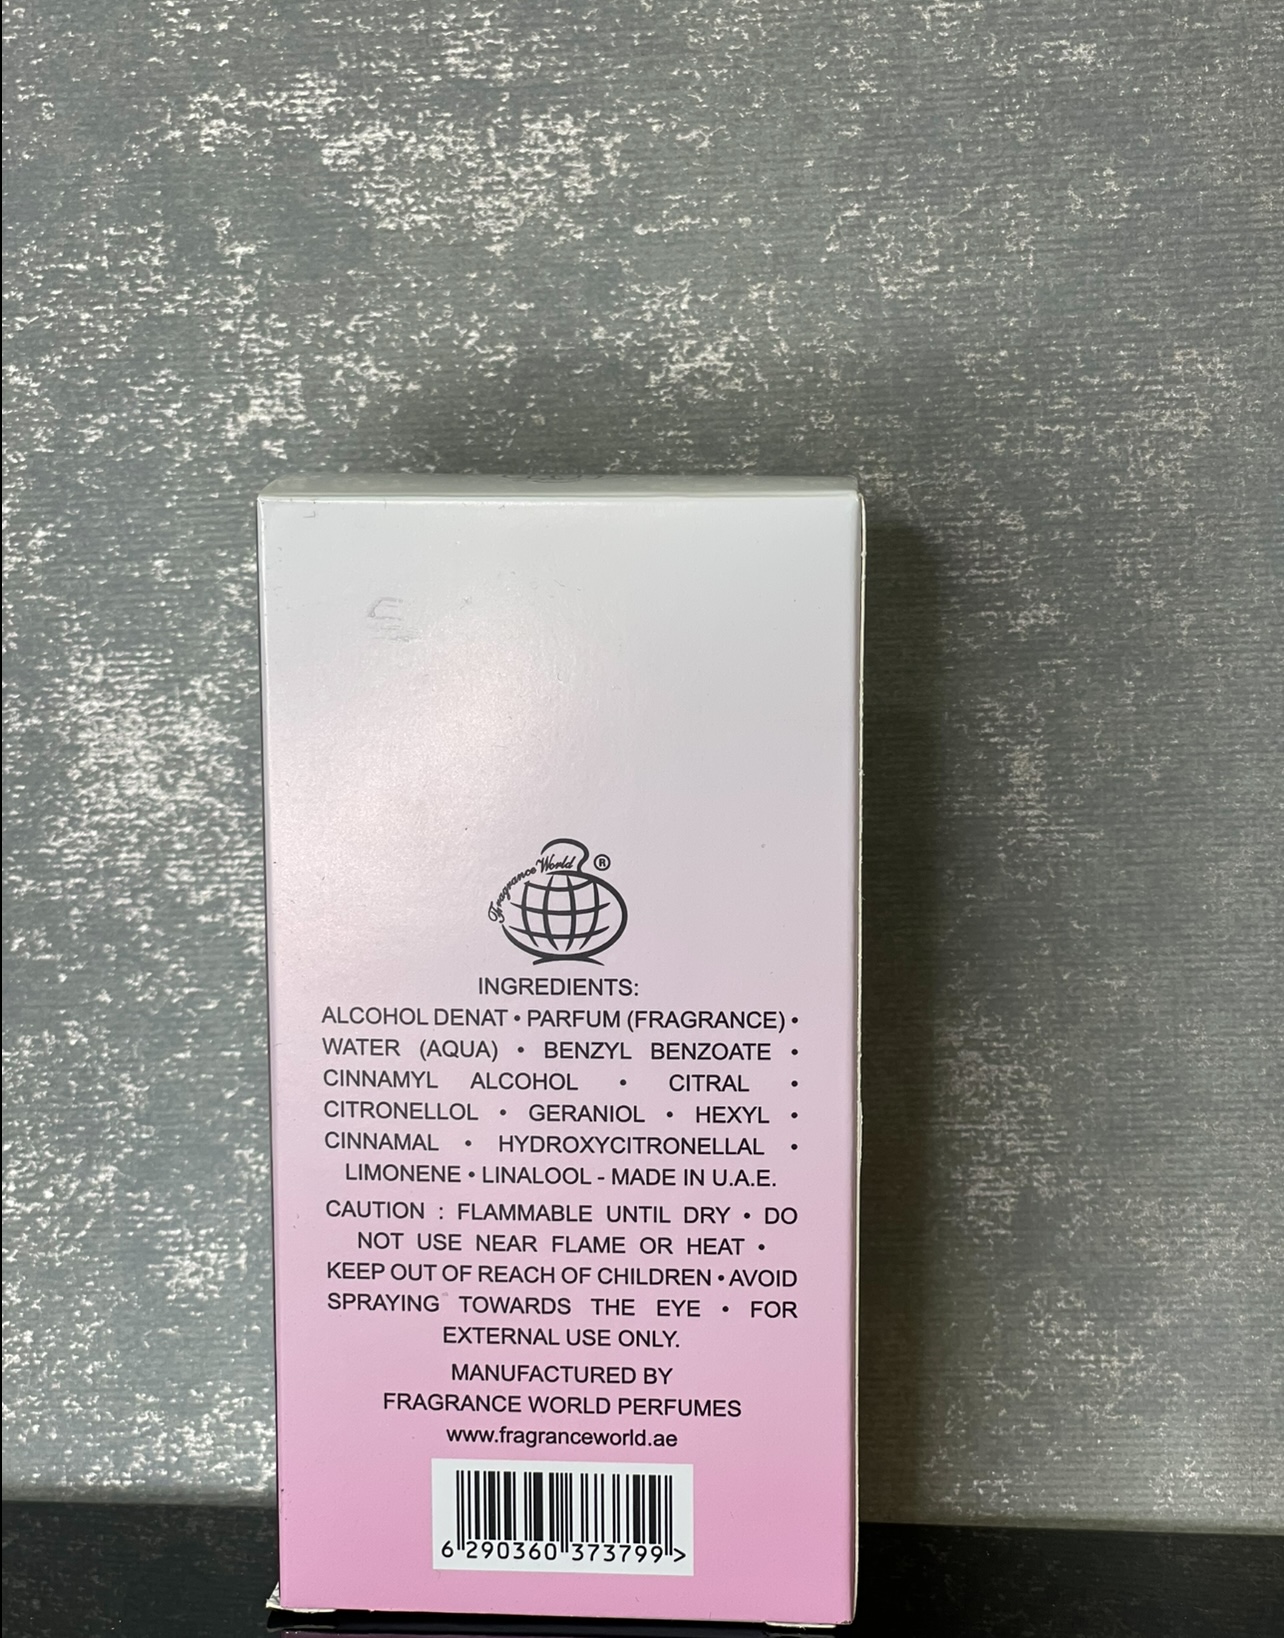 Fragrance World ®
INGREDIENTS:
ALCOHOL DENAT • PARFUM (FRAGRANCE) •
WATER (AQUA) • BENZYL BENZOATE •
CINNAMYL ALCOHOL • CITRAL •
CITRONELLOL • GERANIOL • HEXYL •
CINNAMAL • HYDROXYCITRONELLAL •
LIMONENE • LINALOOL - MADE IN U.A.E.
CAUTION : FLAMMABLE UNTIL DRY • DO
NOT USE NEAR FLAME OR HEAT •
KEEP OUT OF REACH OF CHILDREN • AVOID
SPRAYING TOWARDS THE EYE • FOR
EXTERNAL USE ONLY.
MANUFACTURED BY
FRAGRANCE WORLD PERFUMES
www.fragranceworld.ae
6 290360 373799 >